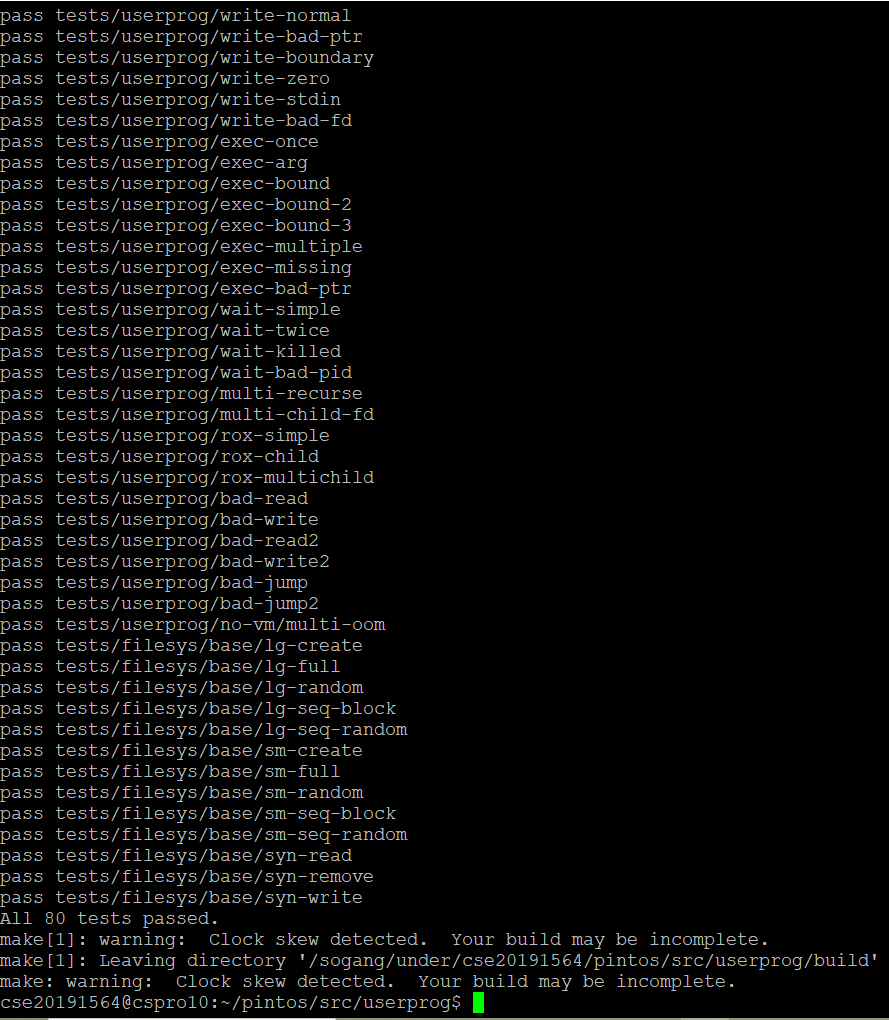 pass tests/userprog/write-normal
pass tests/userprog/write-bad-ptr
pass tests/userprog/write-boundary
pass tests/userprog/write-zero
pass tests/userprog/write-stdin
pass tests/userprog/write-bad-fd
pass tests/userprog/exec-once
pass tests/userprog/exec-arg
pass tests/userprog/exec-bound
pass tests/userprog/exec-bound-2
pass tests/userprog/exec-bound-3
pass tests/userprog/exec-multiple
pass tests/userprog/exec-missing
pass tests/userprog/exec-bad-ptr
pass tests/userprog/wait-simple
pass tests/userprog/wait-twice
pass tests/userprog/wait-killed
pass tests/userprog/wait-bad-pid
pass tests/userprog/multi-recurse
pass tests/userprog/multi-child-fd
pass tests/userprog/rox-simple
pass tests/userprog/rox-child
pass tests/userprog/rox-multichild
pass tests/userprog/bad-read
pass tests/userprog/bad-write
pass tests/userprog/bad-read2
pass tests/userprog/bad-write2
pass tests/userprog/bad-jump
pass tests/userprog/bad-jump2
pass tests/userprog/no-vm/multi-oom
pass tests/filesys/base/lg-create
pass tests/filesys/base/lg-full
pass tests/filesys/base/lg-random
pass tests/filesys/base/lg-seq-block
pass tests/filesys/base/lg-seq-random
pass tests/filesys/base/sm-create
pass tests/filesys/base/sm-full
pass tests/filesys/base/sm-random
pass tests/filesys/base/sm-seq-block
pass tests/filesys/base/sm-seq-random
pass tests/filesys/base/syn-read
pass tests/filesys/base/syn-remove
pass tests/filesys/base/syn-write
All 80 tests passed.
make[1]: warning:  Clock skew detected.  Your build may be incomplete.
make[1]: Leaving directory '/sogang/under/cse20191564/pintos/src/userprog/build'
make: warning:  Clock skew detected.  Your build may be incomplete.
cse20191564@cspro10:~/pintos/src/userprog$